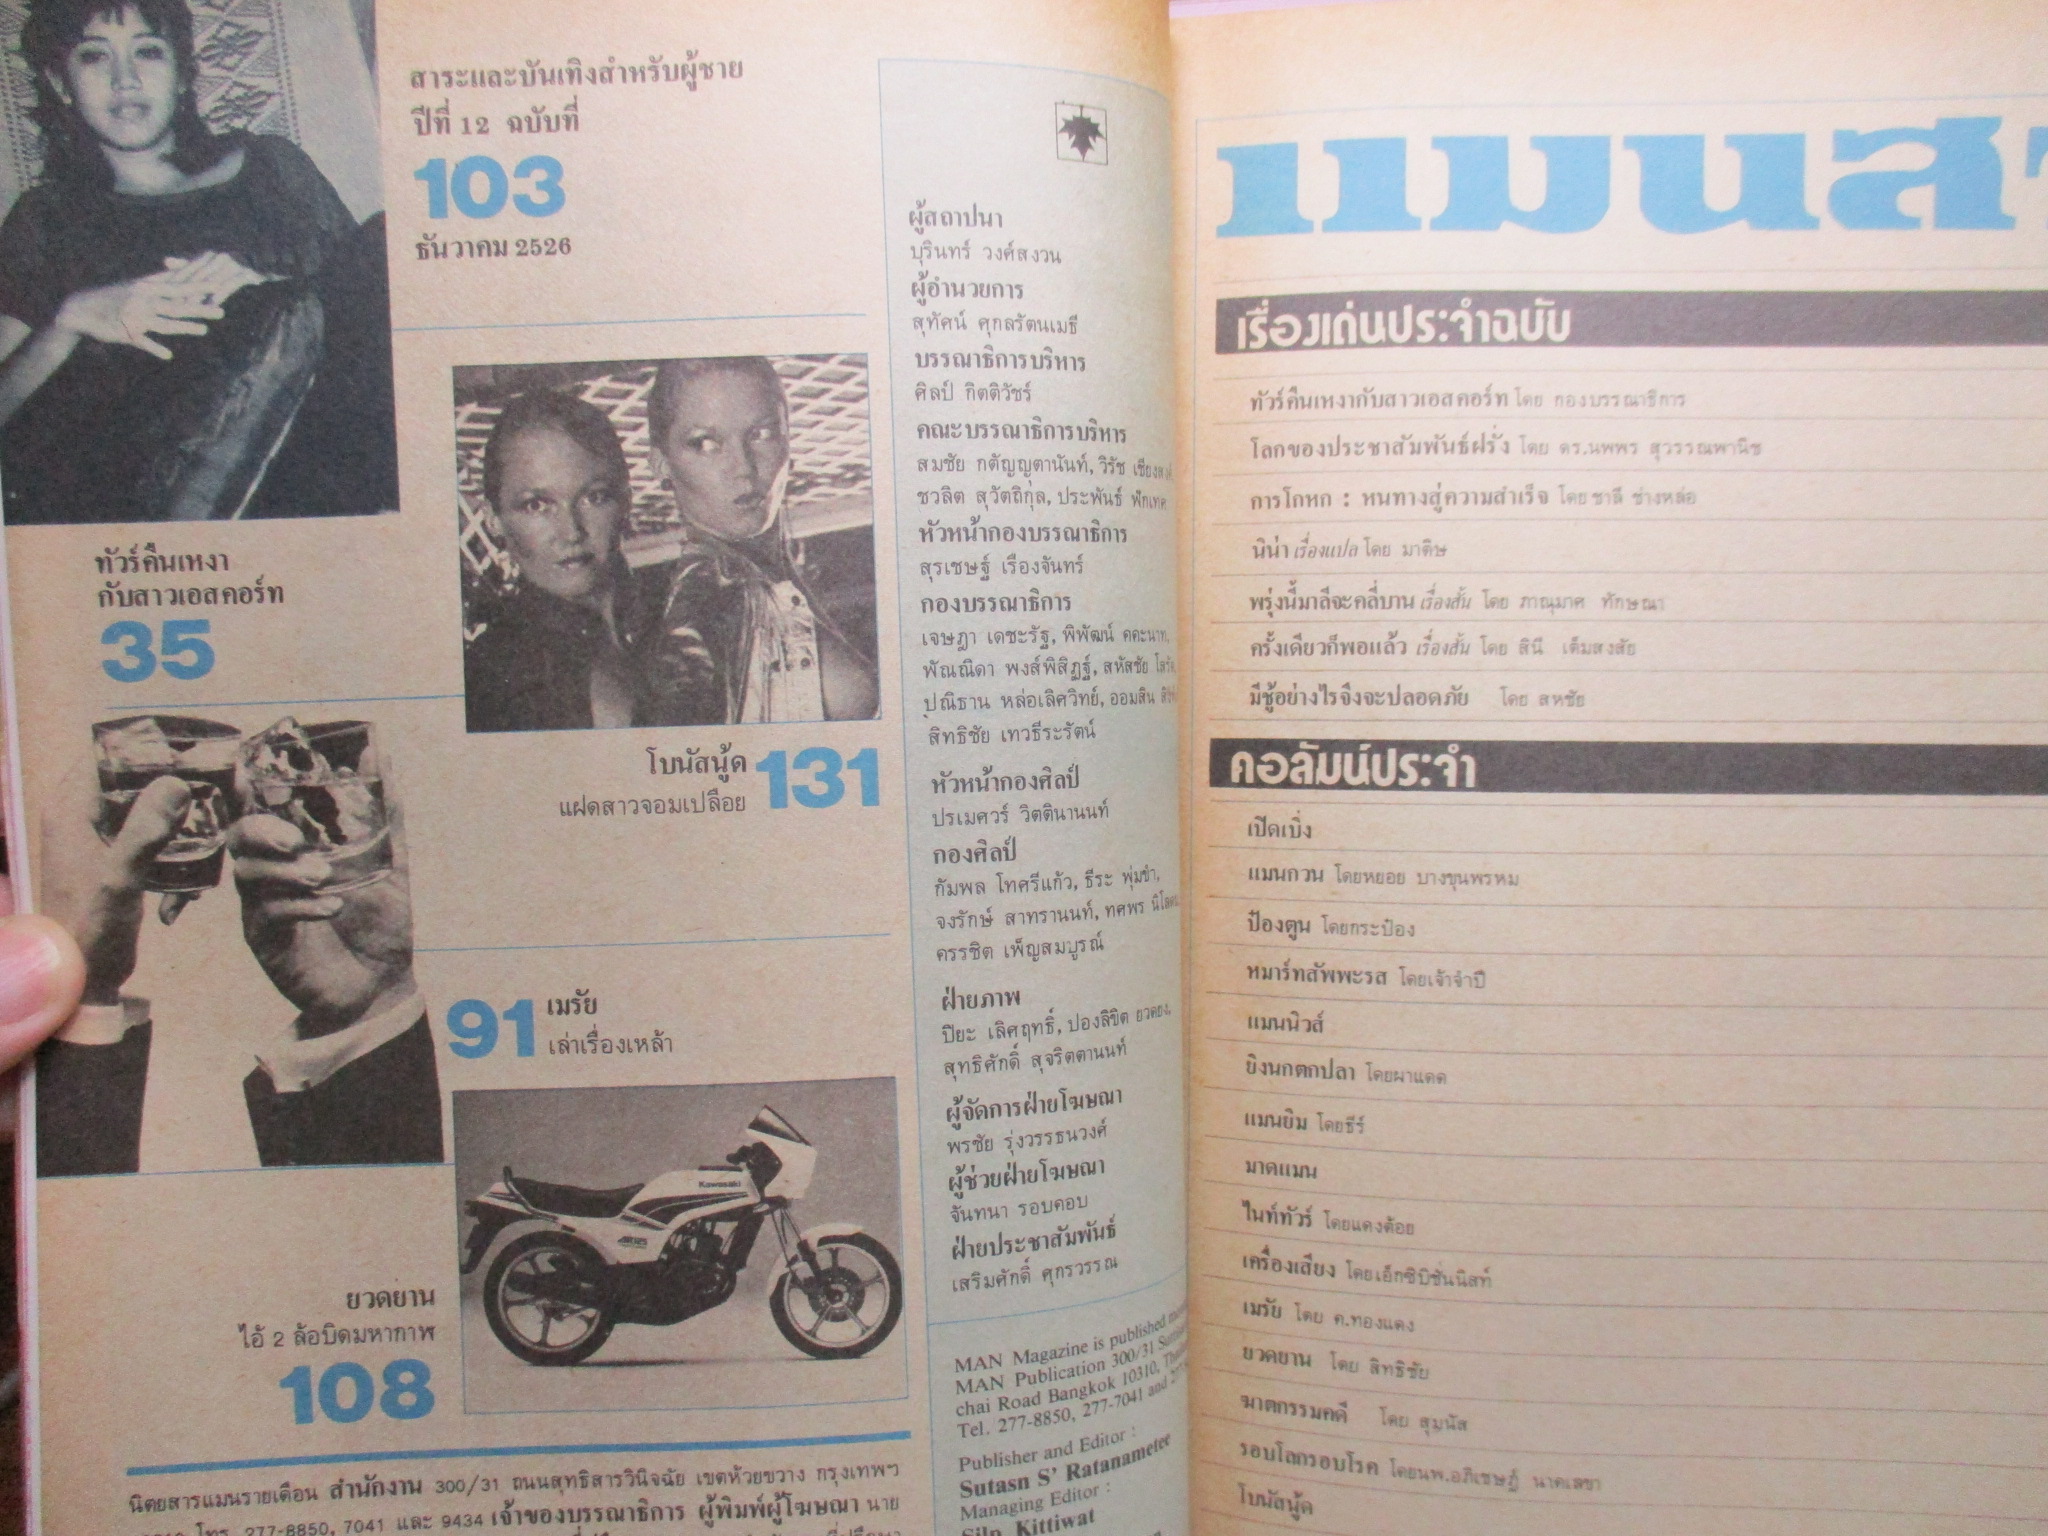 สาระและบันเทิงสำหรับผู้ชาย
ปีที่ 12 ฉบับที่
103
ธันวาคม 2526
ทัวร์คืนเหงา
กับสาวเอสคอร์ท
35
โบนัสนู้ด
แฝดสาวจอมเปลือย
131
91
เมรัย
เล่าเรื่องเหล้า
Kawasaki
ยวดยาน
ไอ้ 2 ล้อบิดมหากาฬ
108
นิตยสารแมนรายเดือน สำนักงาน 300/31 ถนนสุทธิสารวินิจฉัย เขตห้วยขวาง กรุงเทพฯ
โทร. 277-8850, 7041 และ 9434 เจ้าของบรรณาธิการ ผู้พิมพ์ผู้โฆษณา นาย
ผู้สถาปนา
บุรินทร์ วงศ์สงวน
ผู้อำนวยการ
สุทัศน์ ศุกลรัตนเมธี
บรรณาธิการบริหาร
ศิลป์ กิตติวัชร์
คณะบรรณาธิการบริหาร
สมชัย กตัญญุตานันท์, วิรัช
ชวลิต สุวัตถิกุล, ประพันธ์ ฟักเทศ
หัวหน้ากองบรรณาธิการ
สุรเชษฐ์ เรืองจันทร์
กองบรรณาธิการ
เจษฎา เดชะรัฐ, พิพัฒน์ คคะนาท,
พัณณิดา พงส์พิสิฏฐ์, สหัสชัย
ปณิธาน หล่อเลิศวิทย์, ออมสิน
สิทธิชัย เทวธีระรัตน์
หัวหน้ากองศิลป์
ปรเมศวร์ วิตตินานนท์
กองศิลป์
กัมพล โทศรีแก้ว, ธีระ พุ่มขำ,
จงรักษ์ สาทรานนท์, ทศพร
ครรชิต เพ็ญสมบูรณ์
ฝ่ายภาพ
ปิยะ เลิศฤทธิ์, ปองลิขิต ยวดยง,
สุทธิศักดิ์ สุจริตตานนท์
ผู้จัดการฝ่ายโฆษณา
พรชัย รุ่งวรรธนวงศ์
ผู้ช่วยฝ่ายโฆษณา
จันทนา รอบคอบ
ฝ่ายประชาสัมพันธ์
เสริมศักดิ์ ศุกรวรรณ
MAN Magazine is published
MAN Publication 300/31
chai Road Bangkok 10310,
Tel. 277-8850, 277-7041 and
Publisher and Editor :
Sutasn S' Ratanametee
Managing Editor :
Silp Kittiwat
แมนส
เรื่องเด่นประจำฉบับ
ทัวร์คืนเหงากับสาวเอสคอร์ท โดย กองบรรณาธิการ
โลกของประชาสัมพันธ์ฝรั่ง โดย ดร.นพพร สุวรรณพานิช
การโกหก : หนทางสู่ความสำเร็จ โดย ชาลี ช่างหล่อ
นิน่า เรื่องแปล โดย มาดิษ
พรุ่งนี้มาลีจะคลี่บาน เรื่องสั้น โดย ภาณุมาศ ทักษณา
ครั้งเดียวก็พอแล้ว เรื่องสั้น โดย สินี เต็มสงสัย
มีชู้อย่างไรจึงจะปลอดภัย โดย สหชัย
คอลัมน์ประจำ
เปิดเบิ่ง
แมนกวน โดยหยอย บางขุนพรหม
ป๋องตูน โดยกระป๋อง
หมาร์ทสัพพะรส โดยเจ้าจำปี
แมนนิวส์
ยิงนกตกปลา โดยผาแดด
แมนยิม โดยธีร์
มาดแมน
ไนท์ทัวร์ โดยแดงต้อย
เครื่องเสียง โดยเอ็กซิบิชั่นนิสท์
เมรัย โดย ค.ทองแดง
ยวดยาน โดย สิทธิชัย
ฆาตกรรมคดี โดย สุมนัส
รอบโลกรอบโรค โดยนพ.อภิเชษฎ์ นาคเลขา
โบนัสนู้ด